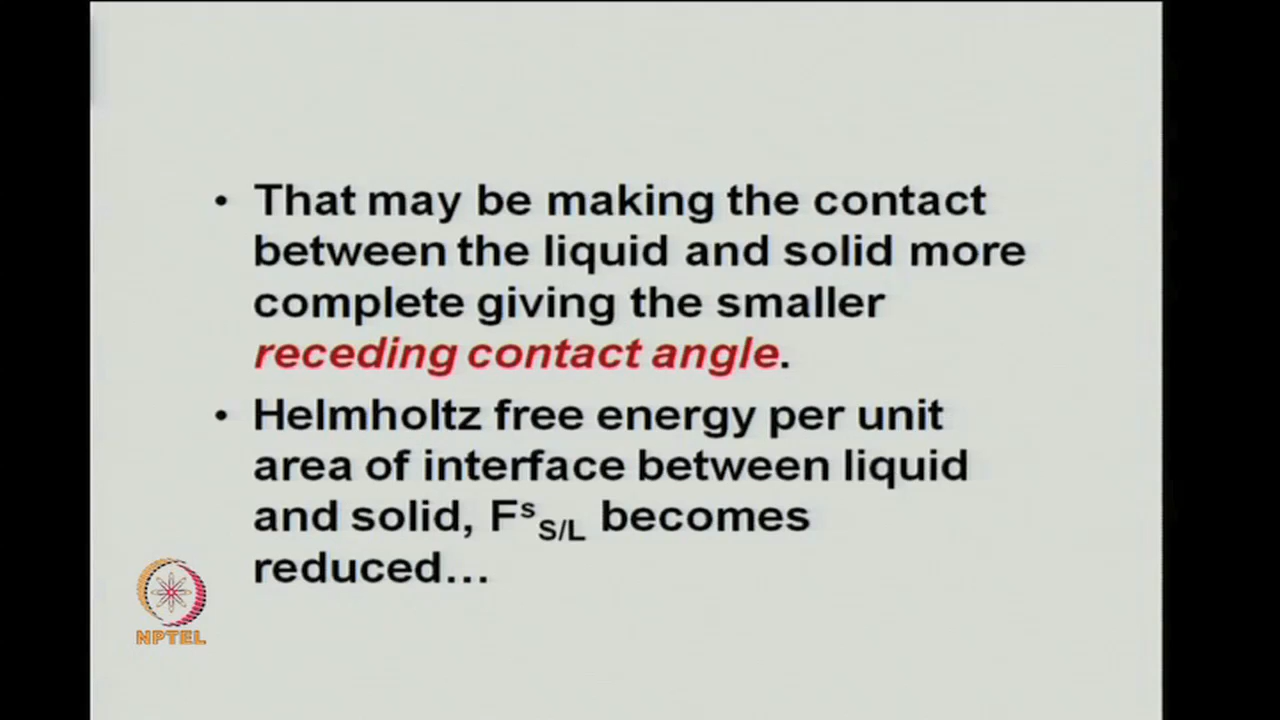 • That may be making the contact
between the liquid and solid more
complete giving the smaller
receding contact angle.
• Helmholtz free energy per unit
area of interface between liquid
and solid, Fˢ_S/L becomes
reduced...
NPTEL